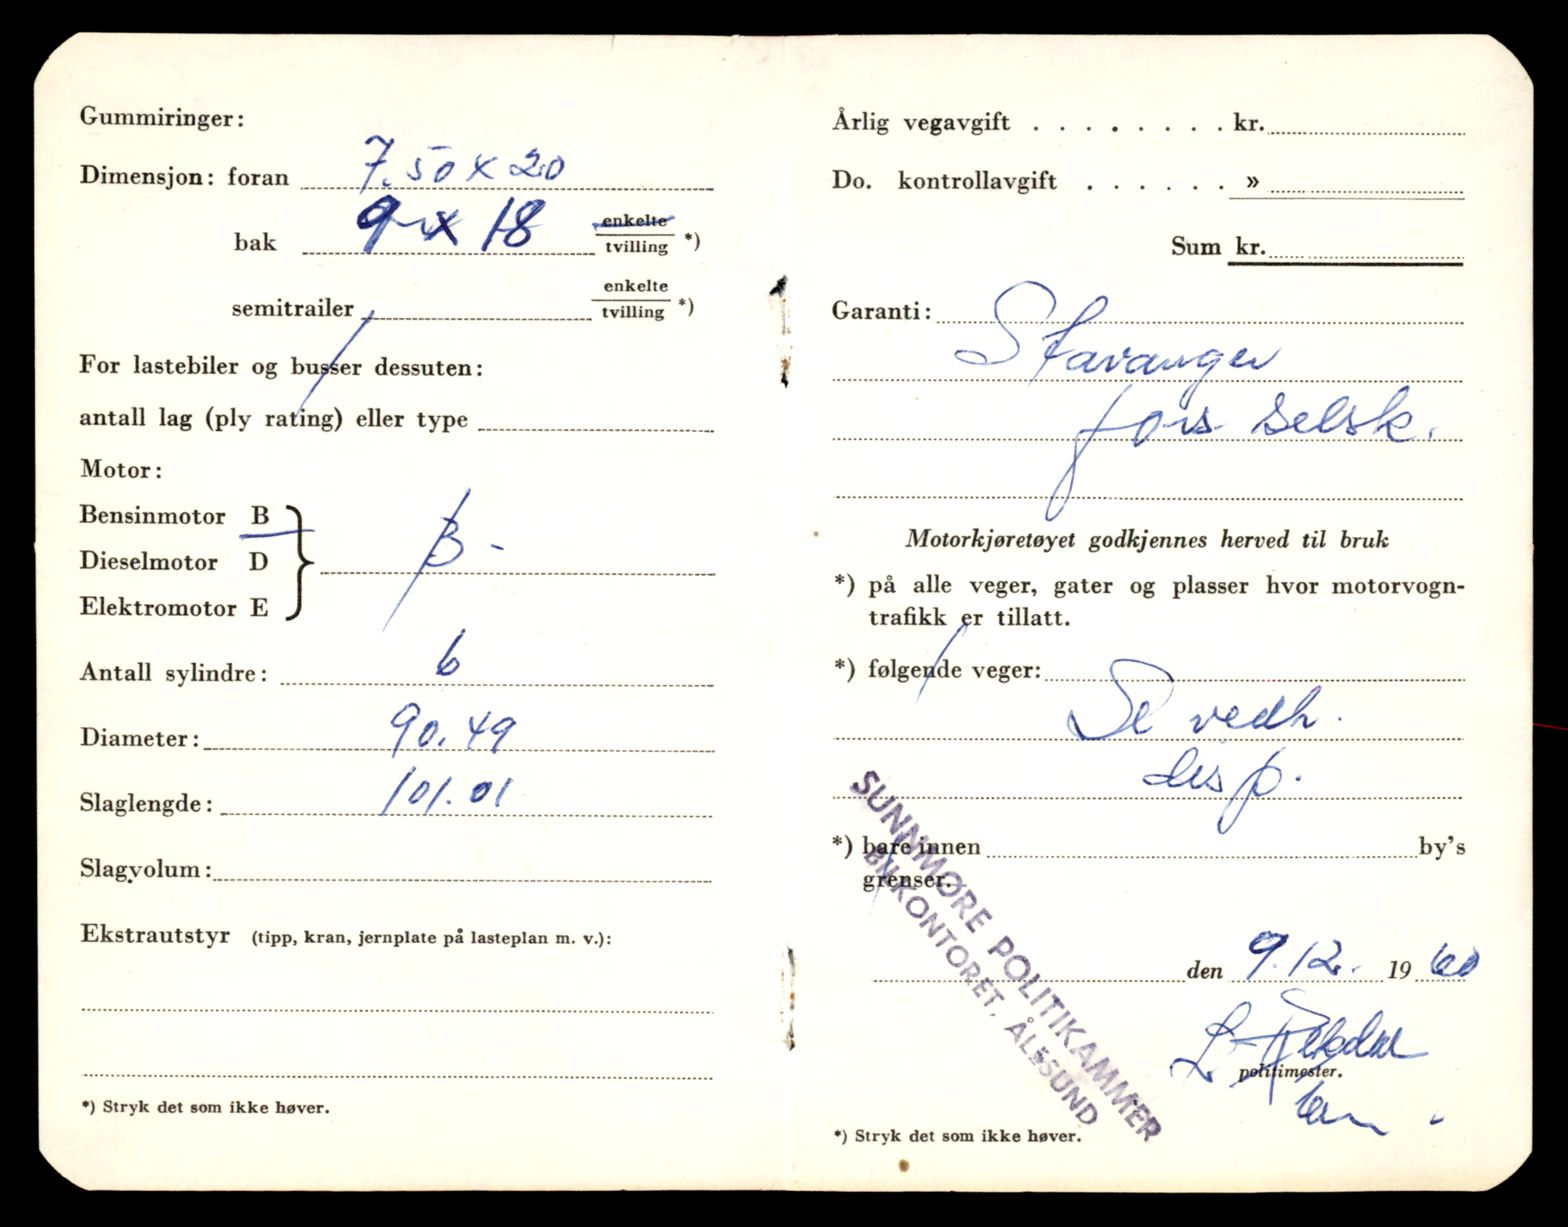 Gummiringer:
Dimensjon: foran 7.50 x 20
bak 9 x 18 enkelte tvilling *)
semitrailer enkelte tvilling *)
For lastebiler og busser dessuten:
antall lag (ply rating) eller type
Motor:
Bensinmotor B
Dieselmotor D
Elektromotor E
B -
Antall sylindre: 6
Diameter: 90.49
Slaglengde: 101.01
Slagvolum:
Ekstrautstyr (tipp, kran, jernplate på lasteplan m. v.):
*) Stryk det som ikke høver.
Årlig vegavgift . . . . . . . . kr.
Do. kontrollavgift . . . . . . »
Sum kr.
Garanti:
Stavanger
fors. selsk.
Motorkjøretøyet godkjennes herved til bruk
*) på alle veger, gater og plasser hvor motorvogn-
trafikk er tillatt.
*) følgende veger:
Se vedh.
disp.
*) bare innen by's
grenser.
SUNNMØRE POLITIKAMMER
BILKONTORET, ÅLESUND
den 9.12. 1960
politimester.
*) Stryk det som ikke høver.